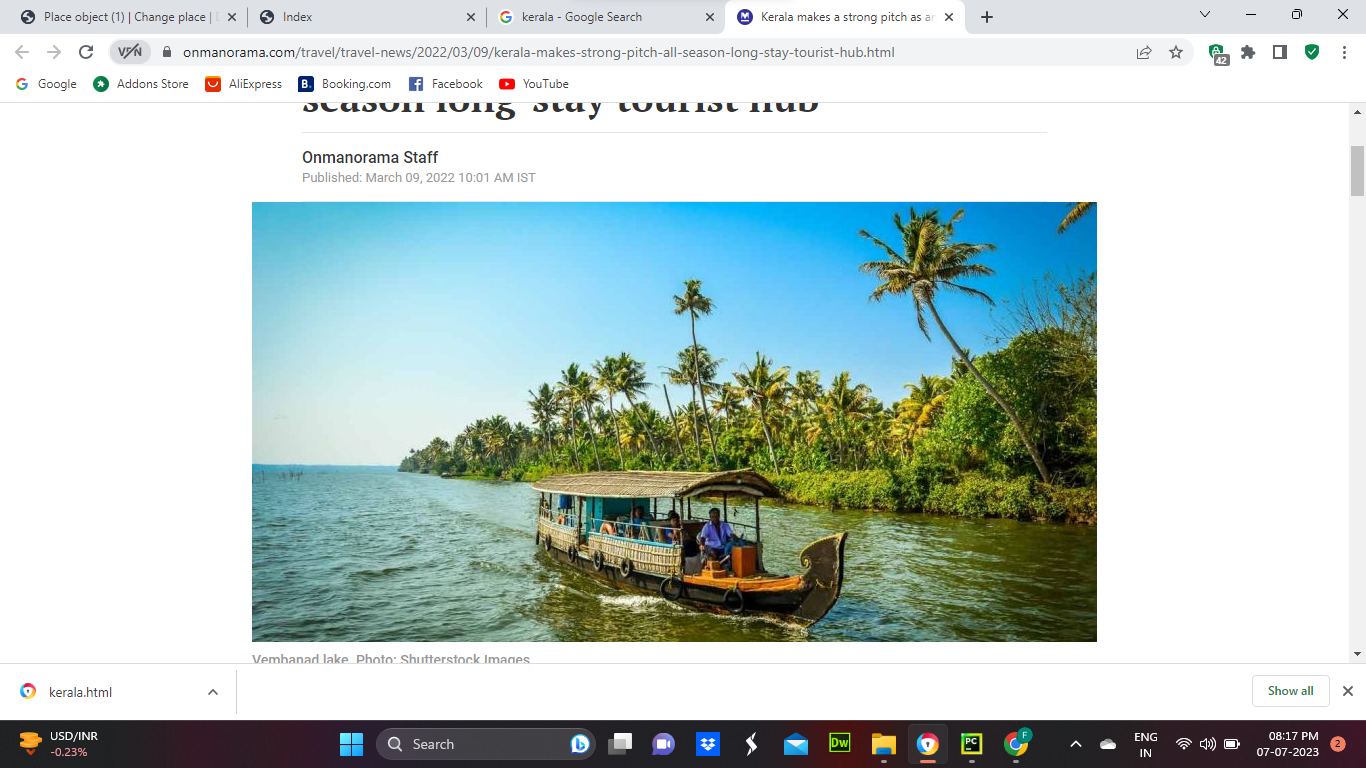 Place object (1) | Change place |
Index
kerala - Google Search
Kerala makes a strong pitch as an
VPN
onmanorama.com/travel/travel-news/2022/03/09/kerala-makes-strong-pitch-all-season-long-stay-tourist-hub.html
42
Google
Addons Store
AliExpress
B. Booking.com
Facebook
YouTube
season long-stay tourist hub
Onmanorama Staff
Published: March 09, 2022 10:01 AM IST
Vembanad lake. Photo: Shutterstock Images
kerala.html
Show all
USD/INR
-0.23%
Search
Dw
PC
F
ENG
IN
08:17 PM
07-07-2023
2